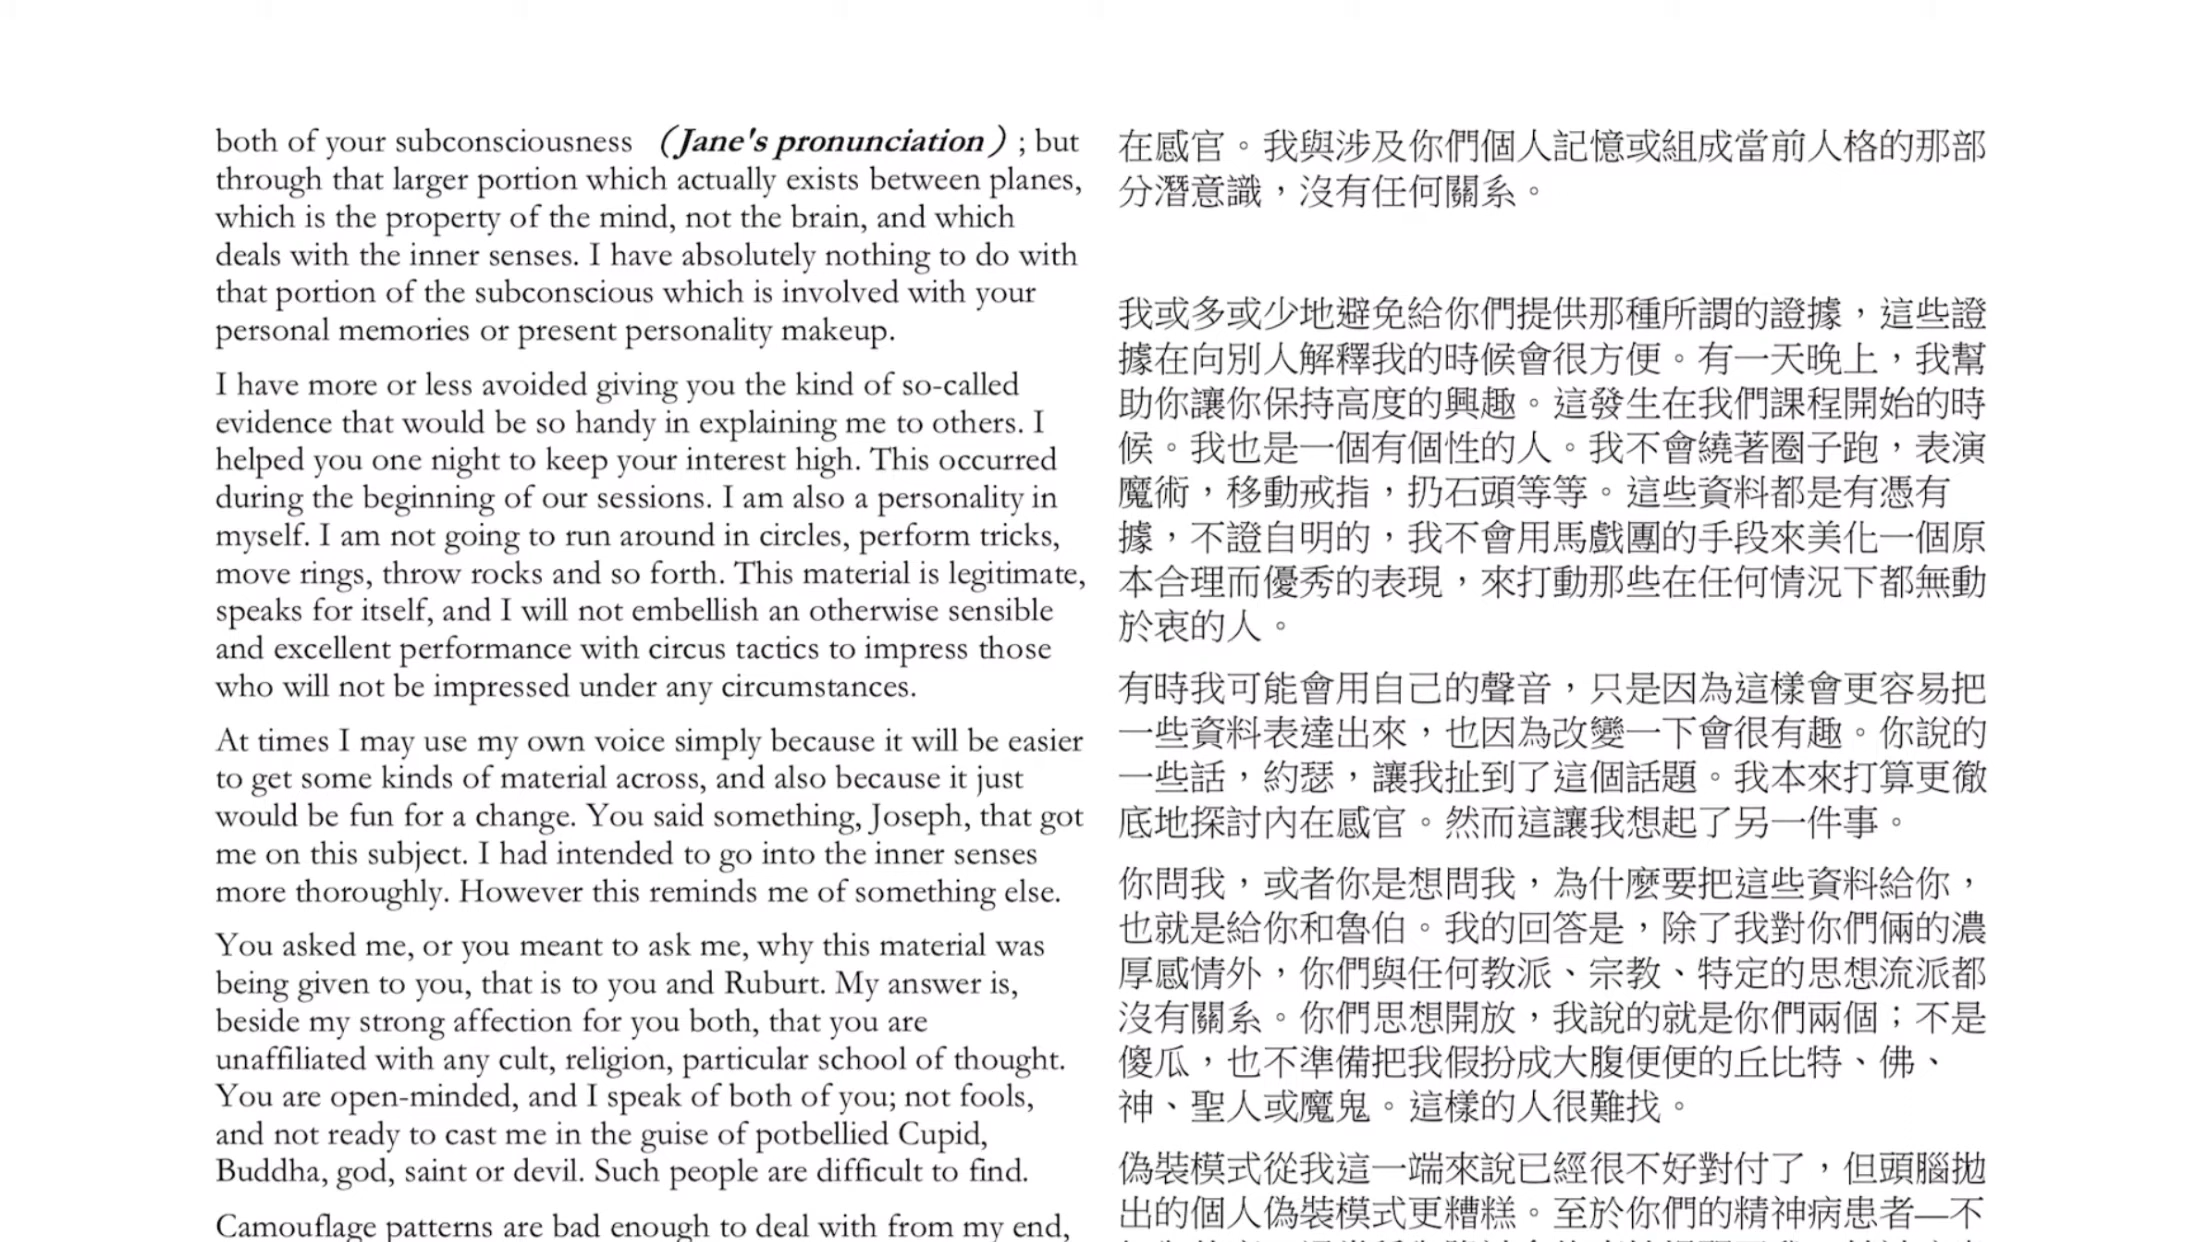 both of your subconsciousness （Jane's pronunciation）; but
through that larger portion which actually exists between planes,
which is the property of the mind, not the brain, and which
deals with the inner senses. I have absolutely nothing to do with
that portion of the subconscious which is involved with your
personal memories or present personality makeup.
I have more or less avoided giving you the kind of so-called
evidence that would be so handy in explaining me to others. I
helped you one night to keep your interest high. This occurred
during the beginning of our sessions. I am also a personality in
myself. I am not going to run around in circles, perform tricks,
move rings, throw rocks and so forth. This material is legitimate,
speaks for itself, and I will not embellish an otherwise sensible
and excellent performance with circus tactics to impress those
who will not be impressed under any circumstances.
At times I may use my own voice simply because it will be easier
to get some kinds of material across, and also because it just
would be fun for a change. You said something, Joseph, that got
me on this subject. I had intended to go into the inner senses
more thoroughly. However this reminds me of something else.
You asked me, or you meant to ask me, why this material was
being given to you, that is to you and Ruburt. My answer is,
beside my strong affection for you both, that you are
unaffiliated with any cult, religion, particular school of thought.
You are open-minded, and I speak of both of you; not fools,
and not ready to cast me in the guise of potbellied Cupid,
Buddha, god, saint or devil. Such people are difficult to find.
Camouflage patterns are bad enough to deal with from my end,
在感官。我與涉及你們個人記憶或組成當前人格的那部
分潛意識，沒有任何關系。
我或多或少地避免給你們提供那種所謂的證據，這些證
據在向別人解釋我的時候會很方便。有一天晚上，我幫
助你讓你保持高度的興趣。這發生在我們課程開始的時
候。我也是一個有個性的人。我不會繞著圈子跑，表演
魔術，移動戒指，扔石頭等等。這些資料都是有憑有
據，不證自明的，我不會用馬戲團的手段來美化一個原
本合理而優秀的表現，來打動那些在任何情況下都無動
於衷的人。
有時我可能會用自己的聲音，只是因為這樣會更容易把
一些資料表達出來，也因為改變一下會很有趣。你說的
一些話，約瑟，讓我扯到了這個話題。我本來打算更徹
底地探討內在感官。然而這讓我想起了另一件事。
你問我，或者你是想問我，為什麼要把這些資料給你，
也就是給你和魯伯。我的回答是，除了我對你們倆的濃
厚感情外，你們與任何教派、宗教、特定的思想流派都
沒有關系。你們思想開放，我說的就是你們兩個；不是
傻瓜，也不準備把我假扮成大腹便便的丘比特、佛、
神、聖人或魔鬼。這樣的人很難找。
偽裝模式從我這一端來說已經很不好對付了，但頭腦拋
出的個人偽裝模式更糟糕。至於你們的精神病患者—不